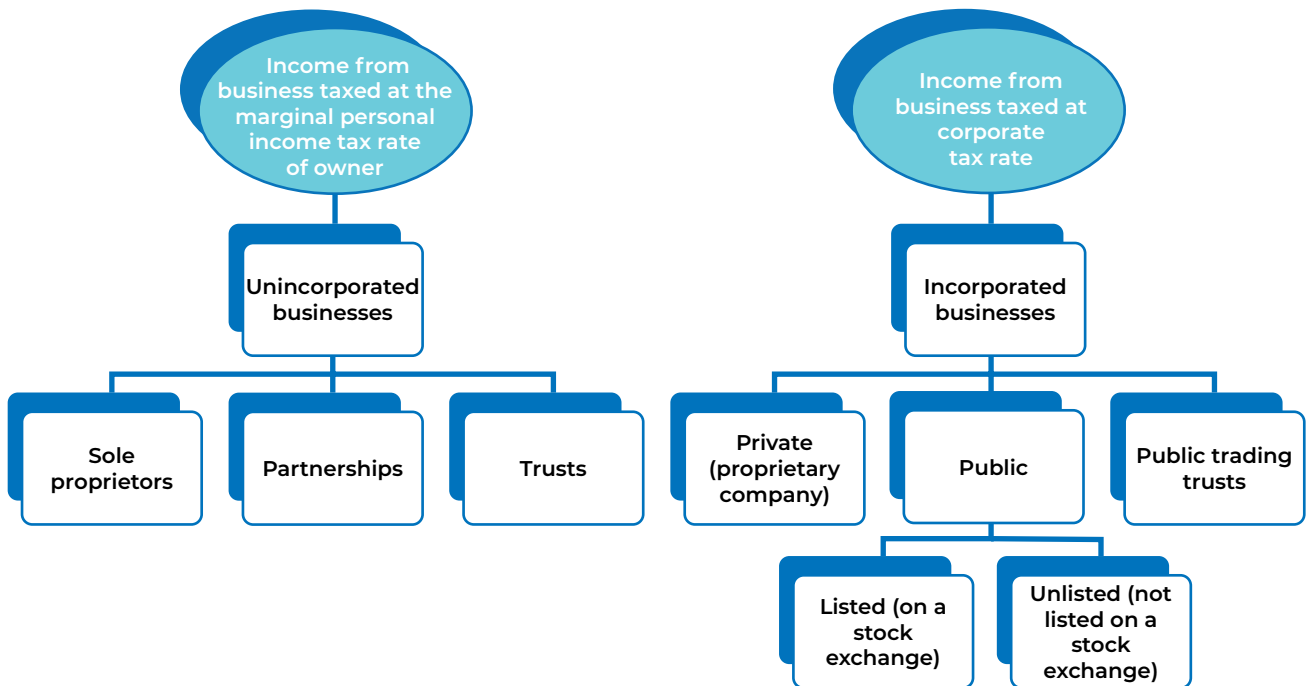 Income from
business taxed at the
marginal personal
income tax rate
of owner
Income from
business taxed at
corporate
tax rate
Unincorporated
businesses
Incorporated
businesses
Sole
proprietors
Partnerships
Trusts
Private
(proprietary
company)
Public
Public trading
trusts
Listed (on a
stock
exchange)
Unlisted (not
listed on a
stock
exchange)